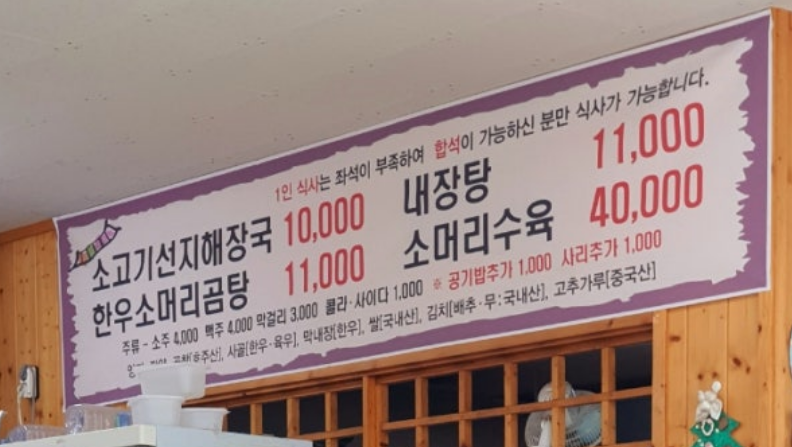 1인 식사는 좌석이 부족하여 합석이 가능하신 분만 식사가 가능합니다.
소고기선지해장국 10,000 내장탕 11,000
한우소머리곰탕 11,000 소머리수육 40,000
주류 - 소주 4,000 맥주 4,000 막걸리 3,000 콜라·사이다 1,000 ※ 공기밥추가 1,000 사리추가 1,000
사골[한우·육우], 막내장[한우], 쌀[국내산], 김치[배추·무:국내산], 고추가루[중국산]